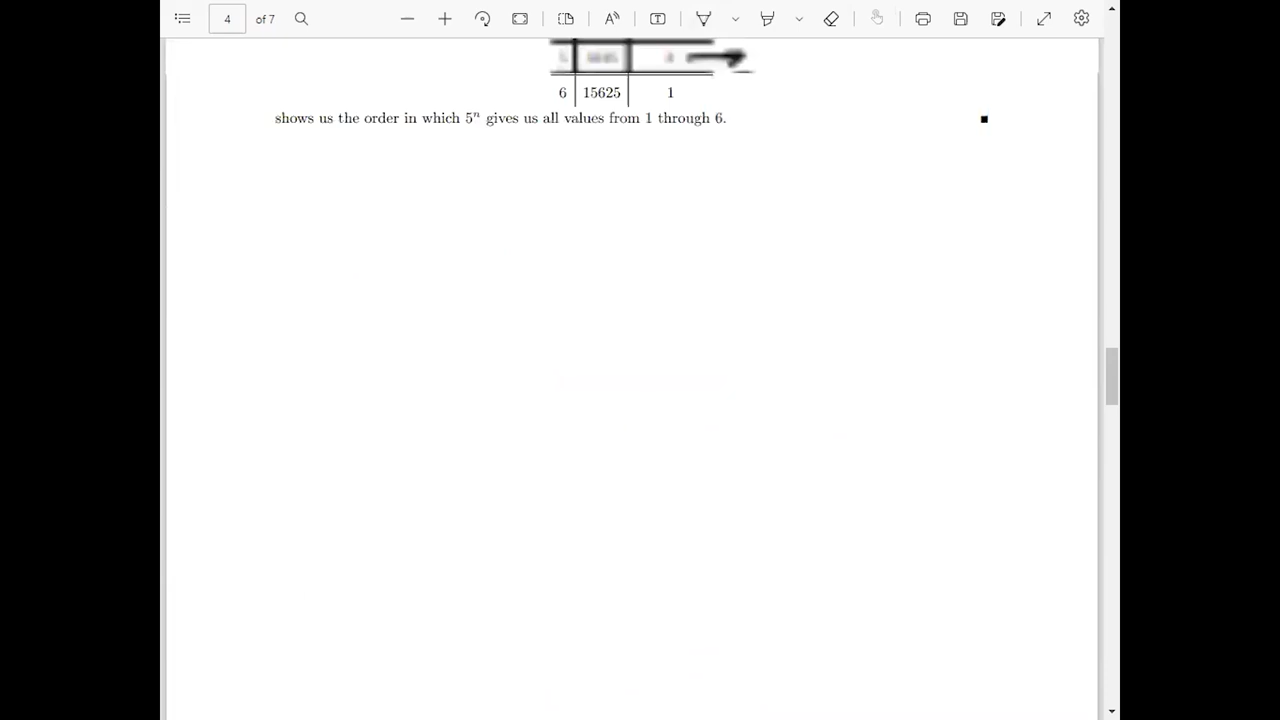 4 of 7
6 15625 1
shows us the order in which 5ⁿ gives us all values from 1 through 6.